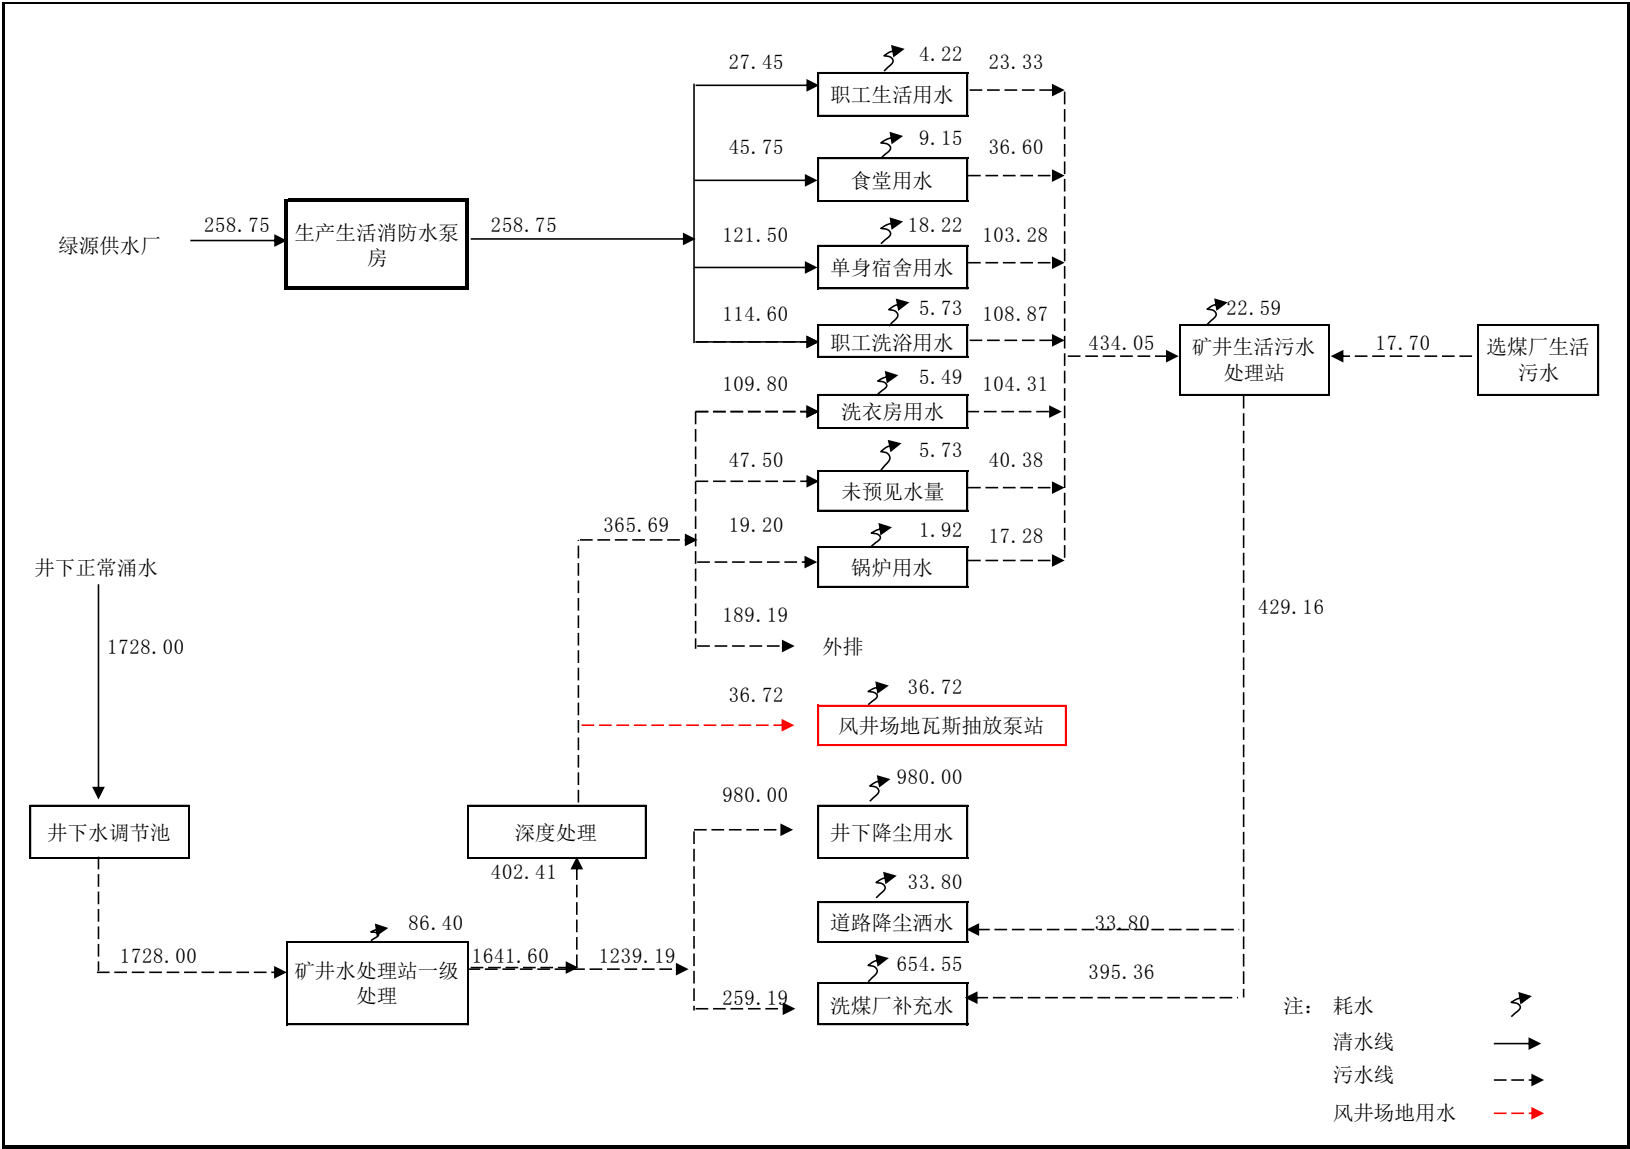 27.45
4.22
23.33
职工生活用水
45.75
9.15
36.60
食堂用水
绿源供水厂
258.75
生产生活消防水泵
房
258.75
121.50
18.22
103.28
单身宿舍用水
114.60
5.73
108.87
职工洗浴用水
434.05
22.59
矿井生活污水
处理站
17.70
选煤厂生活
污水
109.80
5.49
104.31
洗衣房用水
47.50
5.73
40.38
未预见水量
365.69
19.20
1.92
17.28
锅炉用水
井下正常涌水
429.16
189.19
外排
1728.00
36.72
36.72
风井场地瓦斯抽放泵站
980.00
980.00
井下水调节池
深度处理
井下降尘用水
402.41
33.80
道路降尘洒水
33.80
86.40
1728.00
矿井水处理站一级
处理
1641.60
1239.19
654.55
395.36
259.19
洗煤厂补充水
注：
耗水
清水线
污水线
风井场地用水